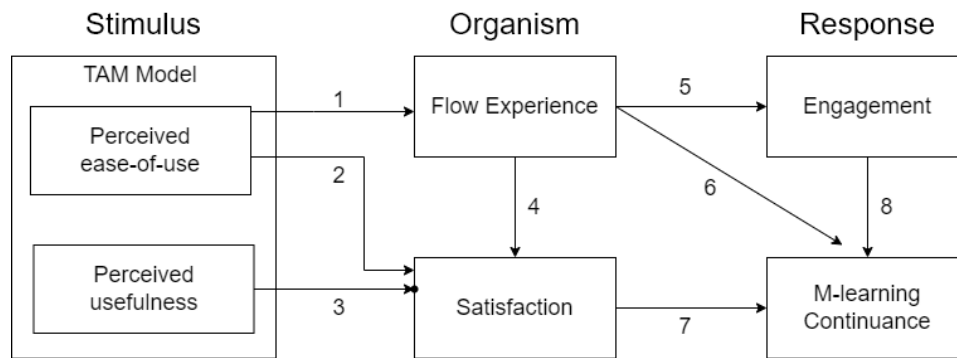 Stimulus
Organism
Response
TAM Model
Perceived
ease-of-use
Perceived
usefulness
1
2
3
Flow Experience
4
Satisfaction
5
6
7
Engagement
8
M-learning
Continuance